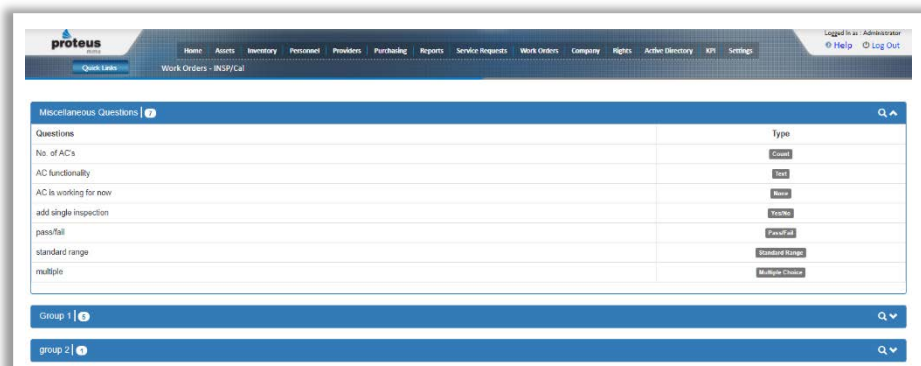 Logged In as : Administrator
proteus
mmx
Home Assets Inventory Personnel Providers Purchasing Reports Service Requests Work Orders Company Rights Active Directory KPI Settings
Help Log Out
Quick Links
Work Orders - INSP/Cal
Miscellaneous Questions 7
Questions Type
No. of AC's Count
AC functionality Text
AC is working for now None
add single inspection Yes/No
pass/fail Pass/Fail
standard range Standard Range
multiple Multiple Choice
Group 1 6
group 2 1